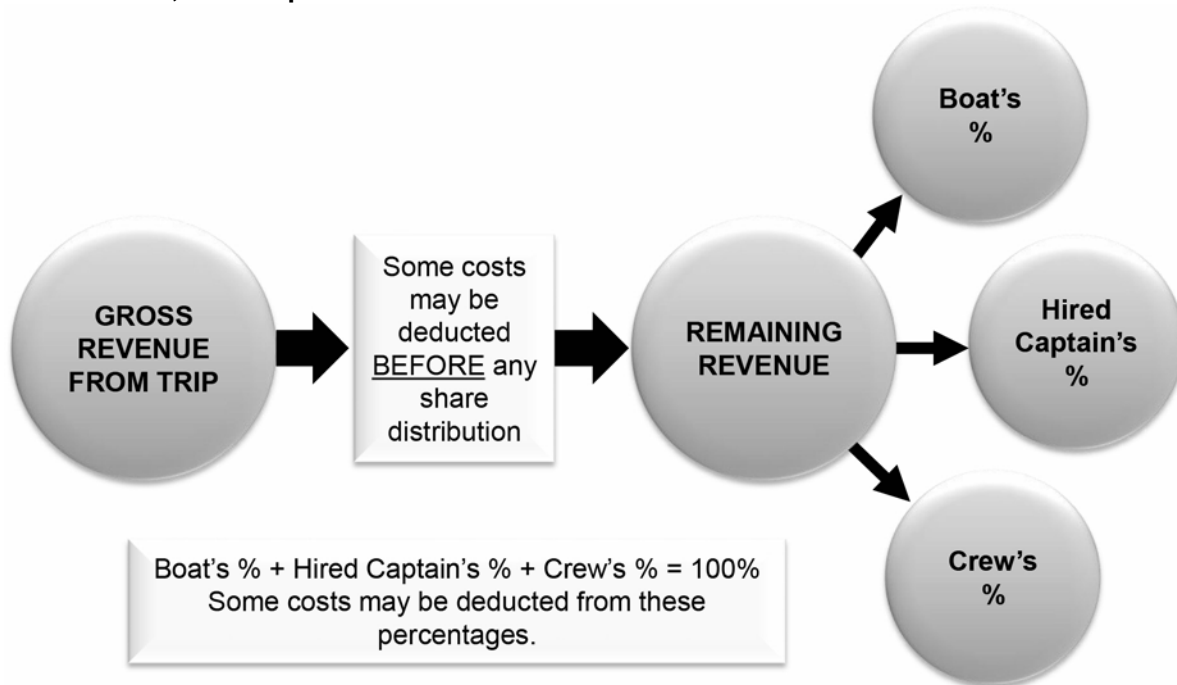 GROSS
REVENUE
FROM TRIP
Some costs
may be
deducted
BEFORE any
share
distribution
REMAINING
REVENUE
Boat's
%
Hired
Captain's
%
Crew's
%
Boat's % + Hired Captain's % + Crew's % = 100%
Some costs may be deducted from these
percentages.